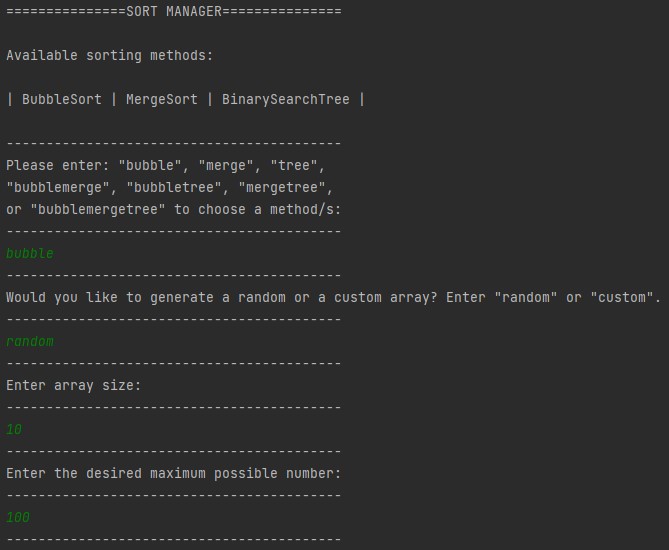 ===============SORT MANAGER===============
Available sorting methods:
| BubbleSort | MergeSort | BinarySearchTree |
------------------------------------------
Please enter: "bubble", "merge", "tree",
"bubblemerge", "bubbletree", "mergetree",
or "bubblemergetree" to choose a method/s:
------------------------------------------
bubble
------------------------------------------
Would you like to generate a random or a custom array? Enter "random" or "custom".
------------------------------------------
random
------------------------------------------
Enter array size:
------------------------------------------
10
------------------------------------------
Enter the desired maximum possible number:
------------------------------------------
100
------------------------------------------